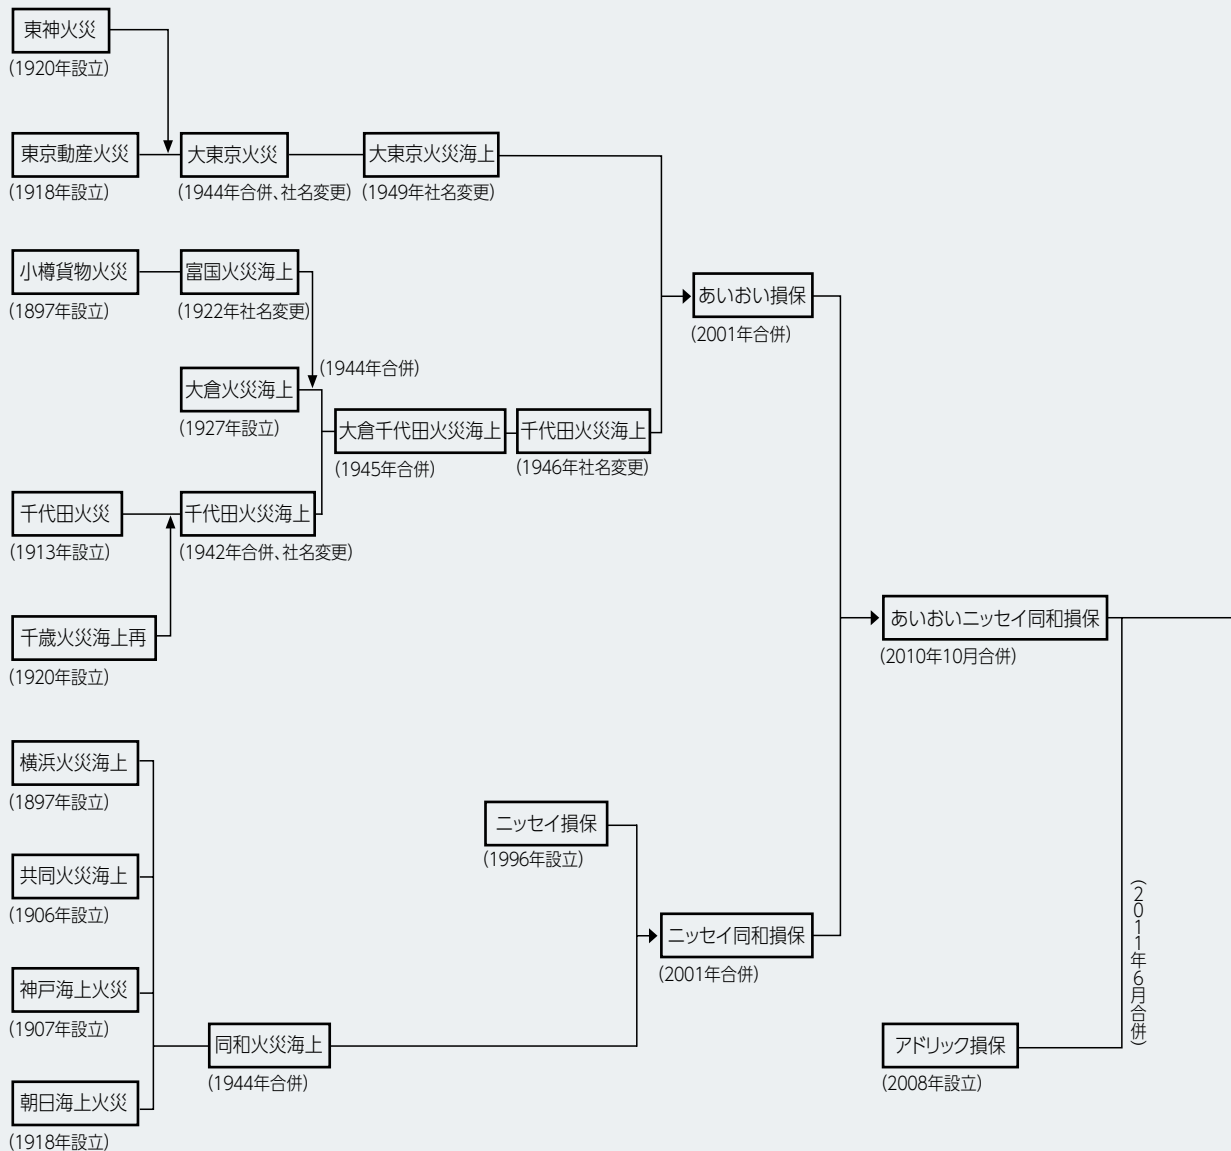 東神火災
(1920年設立)
東京動産火災
(1918年設立)
大東京火災
(1944年合併、社名変更)
大東京火災海上
(1949年社名変更)
小樽貨物火災
(1897年設立)
富国火災海上
(1922年社名変更)
(1944年合併)
大倉火災海上
(1927年設立)
大倉千代田火災海上
(1945年合併)
千代田火災海上
(1946年社名変更)
あいおい損保
(2001年合併)
千代田火災
(1913年設立)
千代田火災海上
(1942年合併、社名変更)
千歳火災海上再
(1920年設立)
あいおいニッセイ同和損保
(2010年10月合併)
横浜火災海上
(1897年設立)
共同火災海上
(1906年設立)
神戸海上火災
(1907年設立)
朝日海上火災
(1918年設立)
同和火災海上
(1944年合併)
ニッセイ損保
(1996年設立)
ニッセイ同和損保
(2001年合併)
アドリック損保
(2008年設立)
(2011年6月合併)